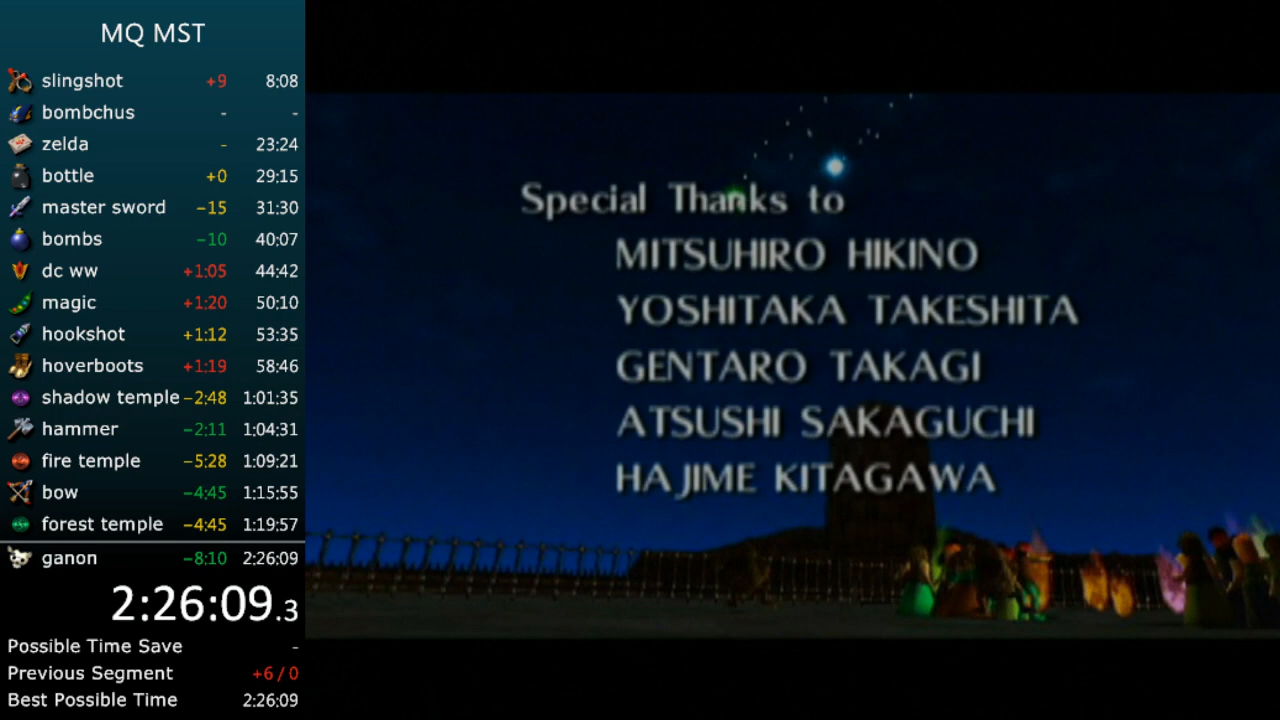 MQ MST
slingshot +9 8:08
bombchus - -
zelda - 23:24
bottle +0 29:15
master sword -15 31:30
bombs -10 40:07
dc ww +1:05 44:42
magic +1:20 50:10
hookshot +1:12 53:35
hoverboots +1:19 58:46
shadow temple -2:48 1:01:35
hammer -2:11 1:04:31
fire temple -5:28 1:09:21
bow -4:45 1:15:55
forest temple -4:45 1:19:57
ganon -8:10 2:26:09
2:26:09.3
Possible Time Save -
Previous Segment +6 / 0
Best Possible Time 2:26:09
Special Thanks to
MITSUHIRO HIKINO
YOSHITAKA TAKESHITA
GENTARO TAKAGI
ATSUSHI SAKAGUCHI
HAJIME KITAGAWA